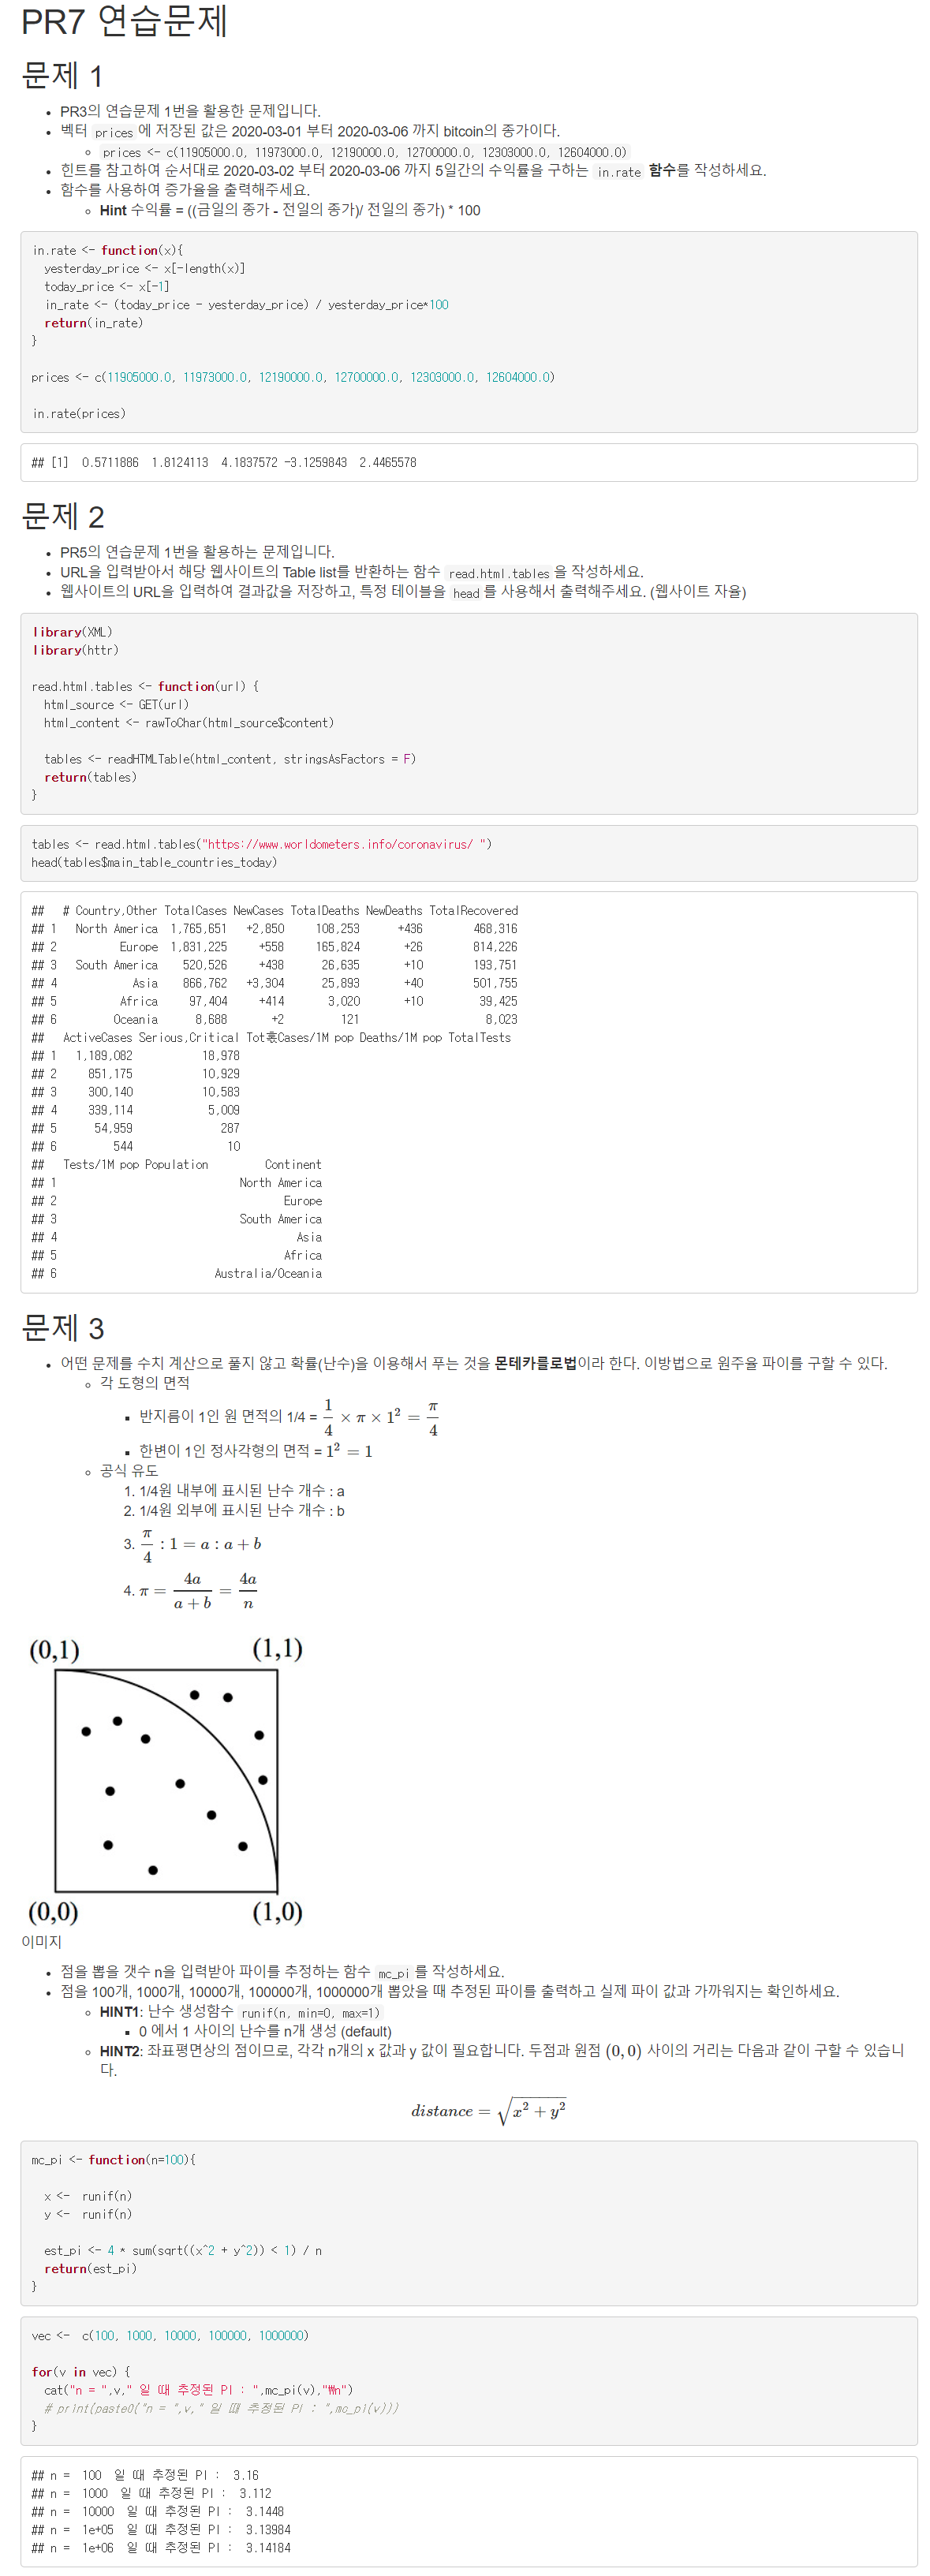 PR7 연습문제
문제 1
PR3의 연습문제 1번을 활용한 문제입니다.
벡터 prices 에 저장된 값은 2020-03-01 부터 2020-03-06 까지 bitcoin의 종가이다.
prices <- c(11905000.0, 11973000.0, 12190000.0, 12700000.0, 12303000.0, 12604000.0)
힌트를 참고하여 순서대로 2020-03-02 부터 2020-03-06 까지 5일간의 수익률을 구하는 in.rate 함수를 작성하세요.
함수를 사용하여 증가율을 출력해주세요.
Hint 수익률 = ((금일의 종가 - 전일의 종가)/ 전일의 종가) * 100
in.rate <- function(x){
yesterday_price <- x[-length(x)]
today_price <- x[-1]
in_rate <- (today_price - yesterday_price) / yesterday_price*100
return(in_rate)
}
prices <- c(11905000.0, 11973000.0, 12190000.0, 12700000.0, 12303000.0, 12604000.0)
in.rate(prices)
## [1]  0.5711886  1.8124113  4.1837572 -3.1259843  2.4465578
문제 2
PR5의 연습문제 1번을 활용하는 문제입니다.
URL을 입력받아서 해당 웹사이트의 Table list를 반환하는 함수 read.html.tables 을 작성하세요.
웹사이트의 URL을 입력하여 결과값을 저장하고, 특정 테이블을 head 를 사용해서 출력해주세요. (웹사이트 자율)
library(XML)
library(httr)
read.html.tables <- function(url) {
html_source <- GET(url)
html_content <- rawToChar(html_source$content)
tables <- readHTMLTable(html_content, stringsAsFactors = F)
return(tables)
}
tables <- read.html.tables("https://www.worldometers.info/coronavirus/ ")
head(tables$main_table_countries_today)
##   # Country,Other TotalCases NewCases TotalDeaths NewDeaths TotalRecovered
## 1   North America  1,765,651   +2,850     108,253      +436        468,316
## 2          Europe  1,831,225     +558     165,824       +26        814,226
## 3   South America    520,526     +438      26,635       +10        193,751
## 4            Asia    866,762   +3,304      25,893       +40        501,755
## 5          Africa     97,404     +414       3,020       +10         39,425
## 6         Oceania      8,688       +2         121                    8,023
##   ActiveCases Serious,Critical Cases/1M pop Deaths/1M pop TotalTests
## 1   1,189,082           18,978
## 2     851,175           10,929
## 3     300,140           10,583
## 4     339,114            5,009
## 5      54,959              287
## 6         544               10
##   Tests/1M pop Population         Continent
## 1                             North America
## 2                                    Europe
## 3                             South America
## 4                                      Asia
## 5                                    Africa
## 6                         Australia/Oceania
문제 3
어떤 문제를 수치 계산으로 풀지 않고 확률(난수)을 이용해서 푸는 것을 몬테카를로법이라 한다. 이방법으로 원주율 파이를 구할 수 있다.
각 도형의 면적
반지름이 1인 원 면적의 1/4 = 1/4 × π × 1² = π/4
한변이 1인 정사각형의 면적 = 1² = 1
공식 유도
1. 1/4원 내부에 표시된 난수 개수 : a
2. 1/4원 외부에 표시된 난수 개수 : b
3. π/4 : 1 = a : a + b
4. π = 4a/(a + b) = 4a/n
(0,1) (1,1)
(0,0) (1,0)
이미지
점을 뽑을 갯수 n을 입력받아 파이를 추정하는 함수 mc_pi 를 작성하세요.
점을 100개, 1000개, 10000개, 100000개, 1000000개 뽑았을 때 추정된 파이를 출력하고 실제 파이 값과 가까워지는 확인하세요.
HINT1: 난수 생성함수 runif(n, min=0, max=1)
0 에서 1 사이의 난수를 n개 생성 (default)
HINT2: 좌표평면상의 점이므로, 각각 n개의 x 값과 y 값이 필요합니다. 두점과 원점 (0, 0) 사이의 거리는 다음과 같이 구할 수 있습니
다.
distance = √(x² + y²)
mc_pi <- function(n=100){
x <-  runif(n)
y <-  runif(n)
est_pi <- 4 * sum(sqrt((x^2 + y^2)) < 1) / n
return(est_pi)
}
vec <-  c(100, 1000, 10000, 100000, 1000000)
for(v in vec) {
cat("n = ",v," 일 때 추정된 PI : ",mc_pi(v),"₩n")
# print(paste0("n = ",v," 일 때 추정된 PI : ",mc_pi(v)))
}
## n =  100  일 때 추정된 PI :  3.16
## n =  1000  일 때 추정된 PI :  3.112
## n =  10000  일 때 추정된 PI :  3.1448
## n =  1e+05  일 때 추정된 PI :  3.13984
## n =  1e+06  일 때 추정된 PI :  3.14184